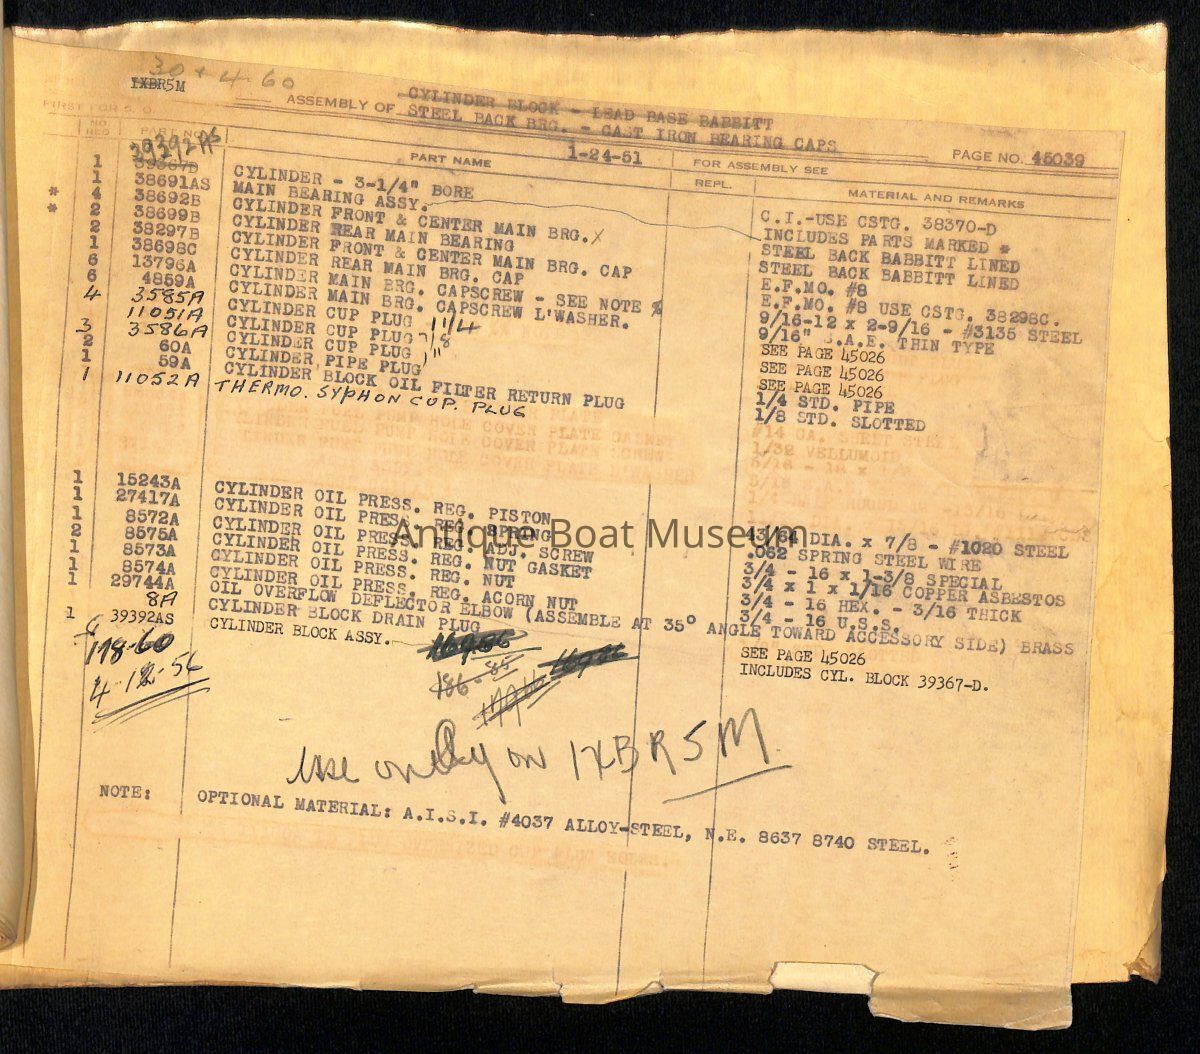 30 + 4-60
1XBR5M
ASSEMBLY OF CYLINDER BLOCK - LEAD BASE BABBITT
STEEL BACK BRG. - CAST IRON BEARING CAPS
FIRST FOR S. O.
1-24-51 FOR ASSEMBLY SEE PAGE NO. 45039
NO. REQ. PART NO. PART NAME REPL. MATERIAL AND REMARKS
39392AS
1 39367D CYLINDER - 3-1/4" BORE C.I.-USE CSTG. 38370-D
1 38691AS MAIN BEARING ASSY. INCLUDES PARTS MARKED *
* 4 38692B CYLINDER FRONT & CENTER MAIN BRG. X STEEL BACK BABBITT LINED
* 2 38699B CYLINDER REAR MAIN BEARING STEEL BACK BABBITT LINED
2 38297B CYLINDER FRONT & CENTER MAIN BRG. CAP E.F.MO. #8
1 38698C CYLINDER REAR MAIN BRG. CAP E.F.MO. #8 USE CSTG. 38298C.
6 13796A CYLINDER MAIN BRG. CAPSCREW - SEE NOTE 9/16-12 x 2-9/16 - #3135 STEEL
6 4859A CYLINDER MAIN BRG. CAPSCREW L'WASHER. 9/16" S.A.E. THIN TYPE
4 3585A CYLINDER CUP PLUG 1 1/4 SEE PAGE 45026
11051A CYLINDER CUP PLUG 7/8 SEE PAGE 45026
3 3586A CYLINDER CUP PLUG 1" SEE PAGE 45026
2 60A CYLINDER PIPE PLUG 1/4 STD. PIPE
1 59A CYLINDER BLOCK OIL FILTER RETURN PLUG 1/8 STD. SLOTTED
1 11052A THERMO. SYPHON CUP. PLUG
1 15243A CYLINDER OIL PRESS. REG. PISTON 43/64 DIA. x 7/8 - #1020 STEEL
1 27417A CYLINDER OIL PRESS. REG. SPRING .062 SPRING STEEL WIRE
1 8572A CYLINDER OIL PRESS. REG. ADJ. SCREW 3/4 - 16 x 1-3/8 SPECIAL
2 8575A CYLINDER OIL PRESS. REG. NUT GASKET 3/4 x 1 x 1/16 COPPER ASBESTOS
1 8573A CYLINDER OIL PRESS. REG. NUT 3/4 - 16 HEX. - 3/16 THICK
1 8574A CYLINDER OIL PRESS. REG. ACORN NUT 3/4 - 16 U.S.S.
1 29744A OIL OVERFLOW DEFLECTOR ELBOW (ASSEMBLE AT 35° ANGLE TOWARD ACCESSORY SIDE) BRASS
8A CYLINDER BLOCK DRAIN PLUG SEE PAGE 45026
1 39392AS CYLINDER BLOCK ASSY. INCLUDES CYL. BLOCK 39367-D.
178-60
186-85
4-12-56
Use only on 1XBR5M
NOTE: OPTIONAL MATERIAL: A.I.S.I. #4037 ALLOY-STEEL, N.E. 8637 8740 STEEL.
Antique Boat Museum